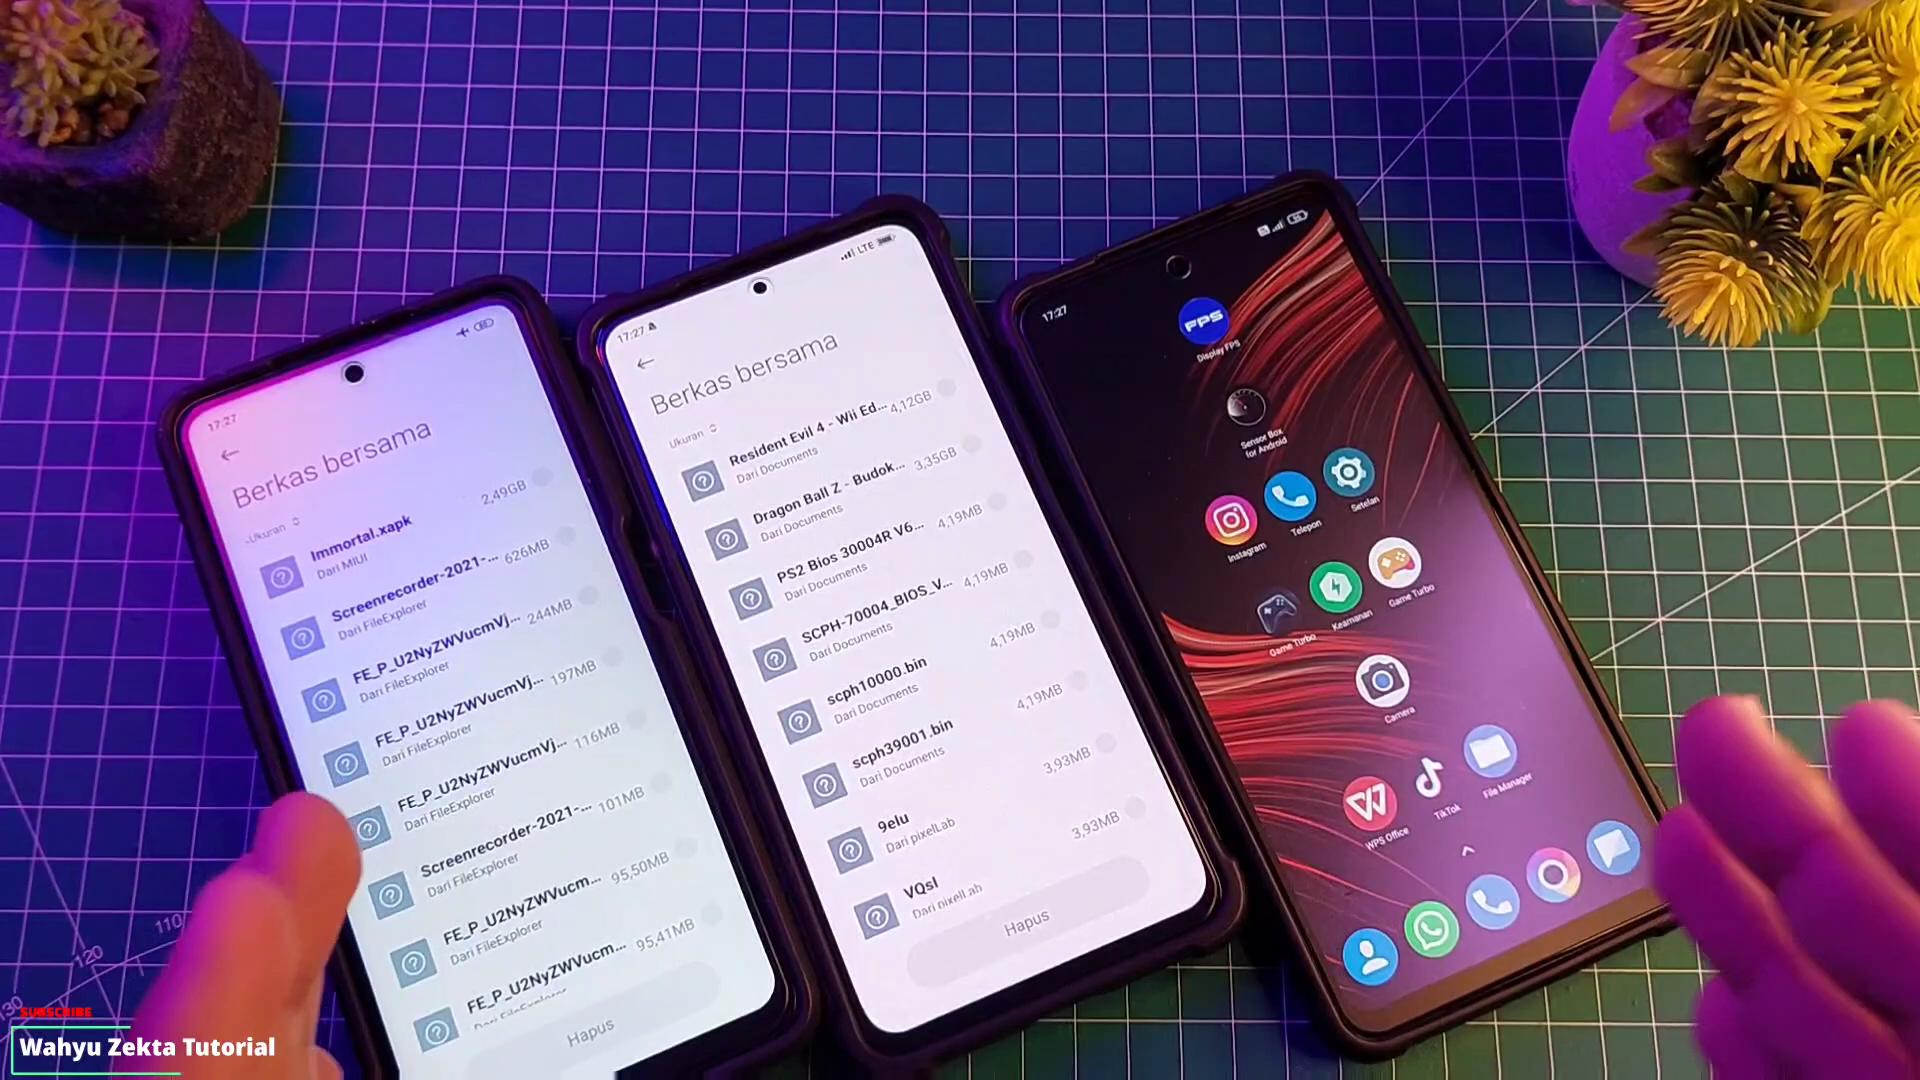 17:27
Berkas bersama
Ukuran
Immortal.xapk
2,49GB
Dari MIUI
Screenrecorder-2021-...
626MB
Dari FileExplorer
FE_P_U2NyZWVucmVj...
244MB
Dari FileExplorer
FE_P_U2NyZWVucmVj...
197MB
Dari FileExplorer
FE_P_U2NyZWVucmVj...
116MB
Dari FileExplorer
Screenrecorder-2021-...
101MB
Dari FileExplorer
FE_P_U2NyZWVucm...
95,50MB
Dari FileExplorer
FE_P_U2NyZWVucm...
95,41MB
Dari FileExplorer
Hapus
17:27
LTE
Berkas bersama
Ukuran
Resident Evil 4 - Wii Ed...
4,12GB
Dari Documents
Dragon Ball Z - Budok...
3,35GB
Dari Documents
PS2 Bios 30004R V6...
4,19MB
Dari Documents
SCPH-70004_BIOS_V...
4,19MB
Dari Documents
scph10000.bin
4,19MB
Dari Documents
scph39001.bin
4,19MB
Dari Documents
9elu
3,93MB
Dari pixelLab
VQsl
3,93MB
Dari pixelLab
Hapus
17:27
FPS
Display FPS
Sensor Box
for Android
Instagram
Telepon
Setelan
Game Turbo
Keamanan
Game Turbo
Camera
WPS Office
TikTok
File Manager
110
120
130
SUBSCRIBE
Wahyu Zekta Tutorial